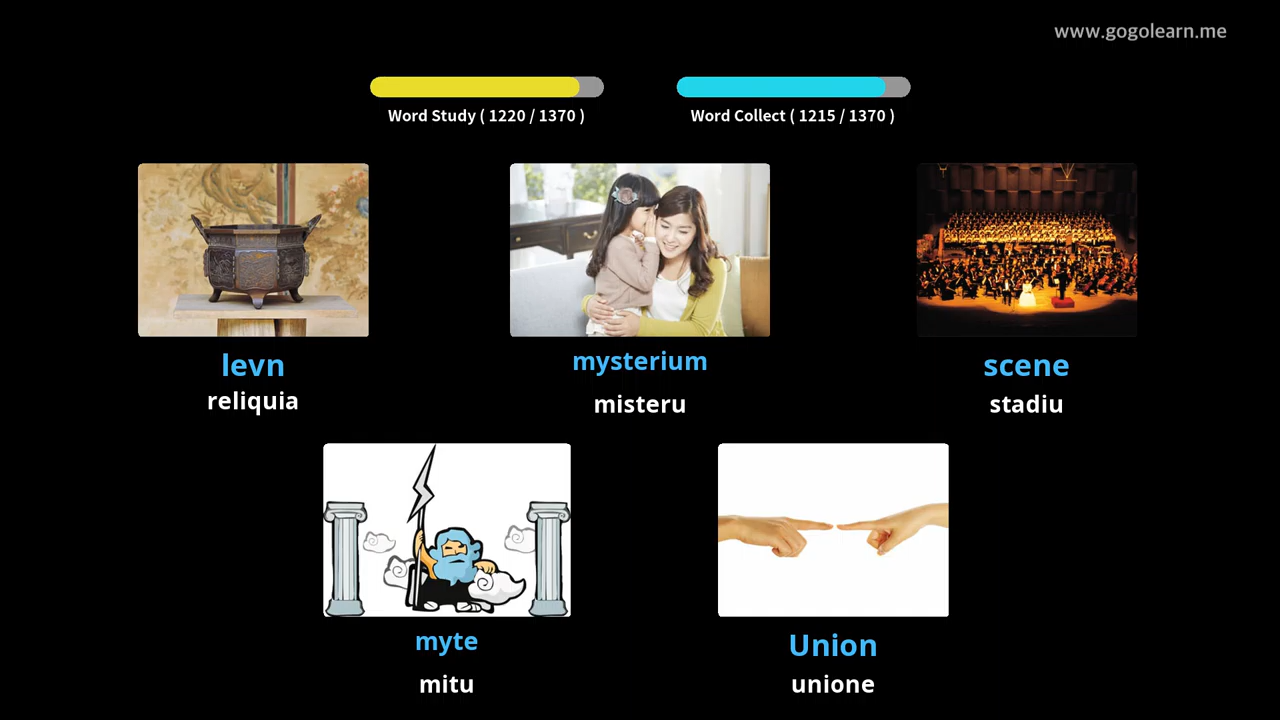 www.gogolearn.me
Word Study ( 1220 / 1370 )
Word Collect ( 1215 / 1370 )
levn
reliquia
mysterium
misteru
scene
stadiu
myte
mitu
Union
unione